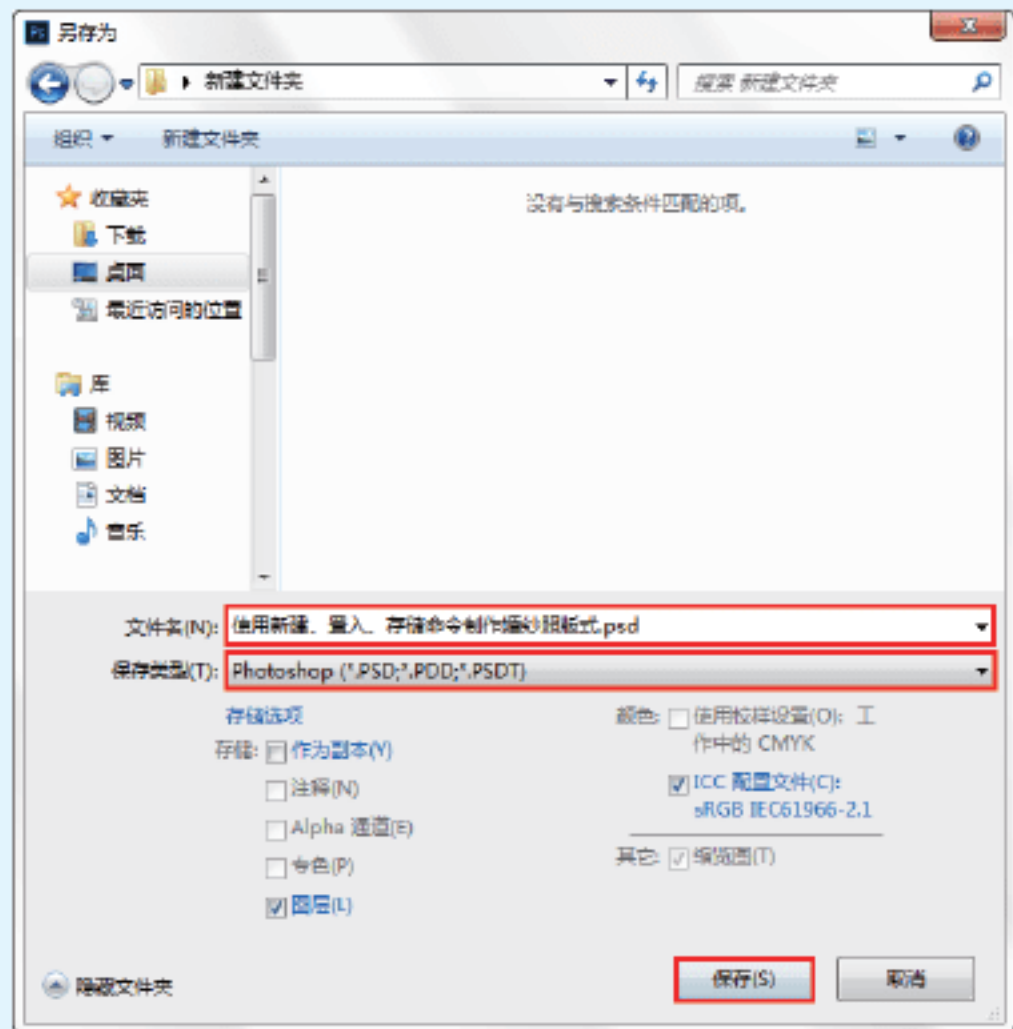 Ps 另存为
新建文件夹
搜索 新建文件夹
组织
新建文件夹
收藏夹
下载
桌面
最近访问的位置
库
视频
图片
文档
音乐
没有与搜索条件匹配的项。
文件名(N): 使用新建、置入、存储命令制作婚纱照版式.psd
保存类型(T): Photoshop (*.PSD;*.PDD;*.PSDT)
存储选项
存储: 作为副本(Y)
注释(N)
Alpha 通道(E)
专色(P)
图层(L)
颜色: 使用校样设置(O): 工
作中的 CMYK
ICC 配置文件(C):
sRGB IEC61966-2.1
其它: 缩览图(T)
隐藏文件夹
保存(S)
取消